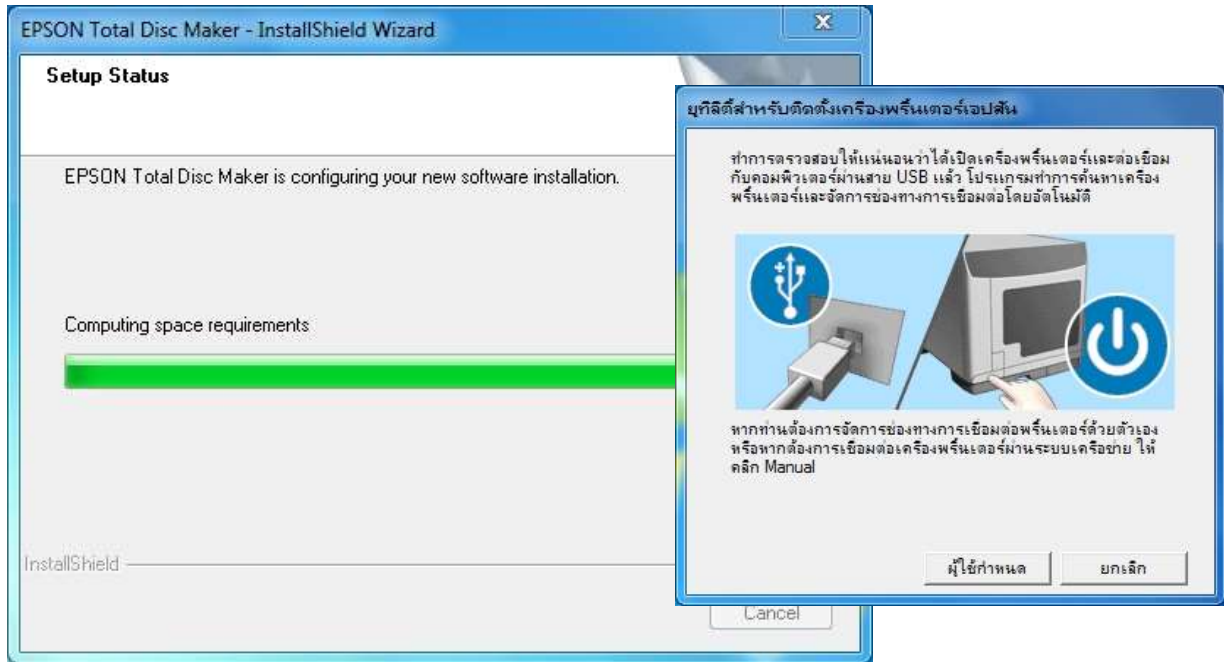 EPSON Total Disc Maker - InstallShield Wizard
Setup Status
EPSON Total Disc Maker is configuring your new software installation.
Computing space requirements
InstallShield
Cancel
ยูทิลิตี้สำหรับติดตั้งเครื่องพริ้นเตอร์เอปสัน
ทำการตรวจสอบให้แน่นอนว่าได้เปิดเครื่องพริ้นเตอร์และต่อเชื่อม
กับคอมพิวเตอร์ผ่านสาย USB แล้ว โปรแกรมทำการค้นหาเครื่อง
พริ้นเตอร์และจัดการช่องทางการเชื่อมต่อโดยอัตโนมัติ
หากท่านต้องการจัดการช่องทางการเชื่อมต่อพริ้นเตอร์ด้วยตัวเอง
หรือหากต้องการเชื่อมต่อเครื่องพริ้นเตอร์ผ่านระบบเครือข่าย ให้
คลิก Manual
ผู้ใช้กำหนด
ยกเลิก